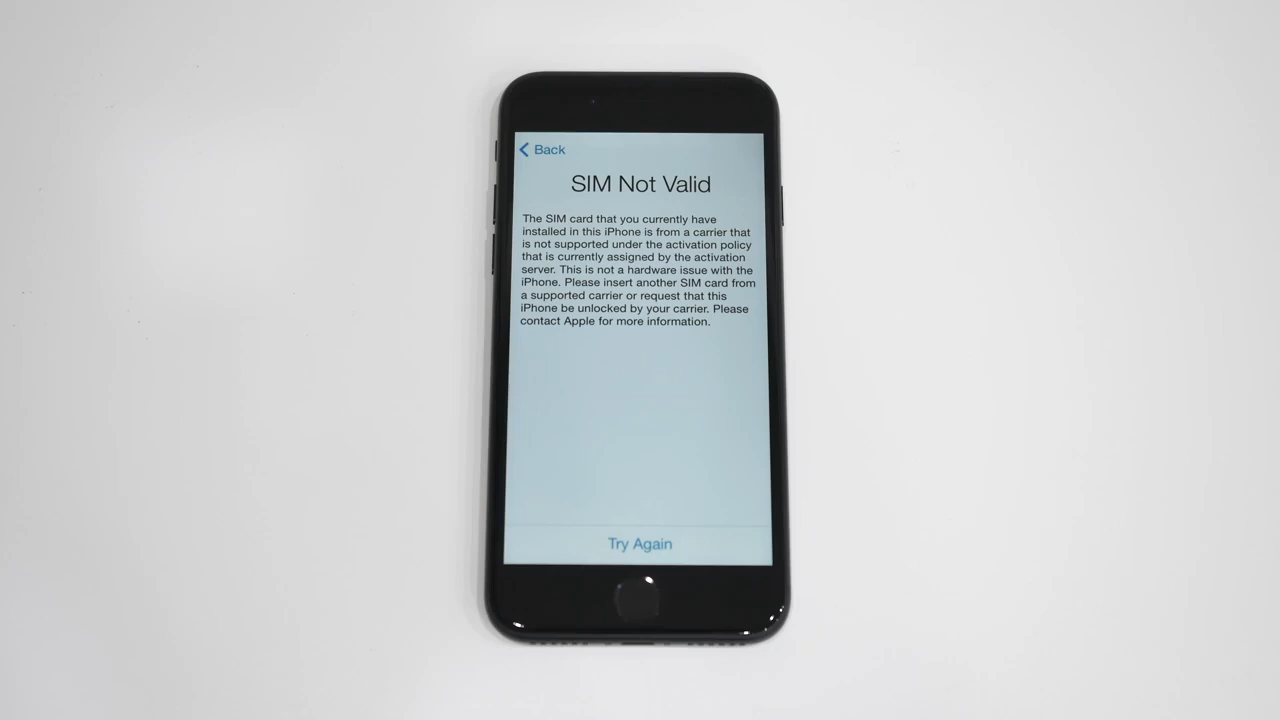 Back
SIM Not Valid
The SIM card that you currently have
installed in this iPhone is from a carrier that
is not supported under the activation policy
that is currently assigned by the activation
server. This is not a hardware issue with the
iPhone. Please insert another SIM card from
a supported carrier or request that this
iPhone be unlocked by your carrier. Please
contact Apple for more information.
Try Again